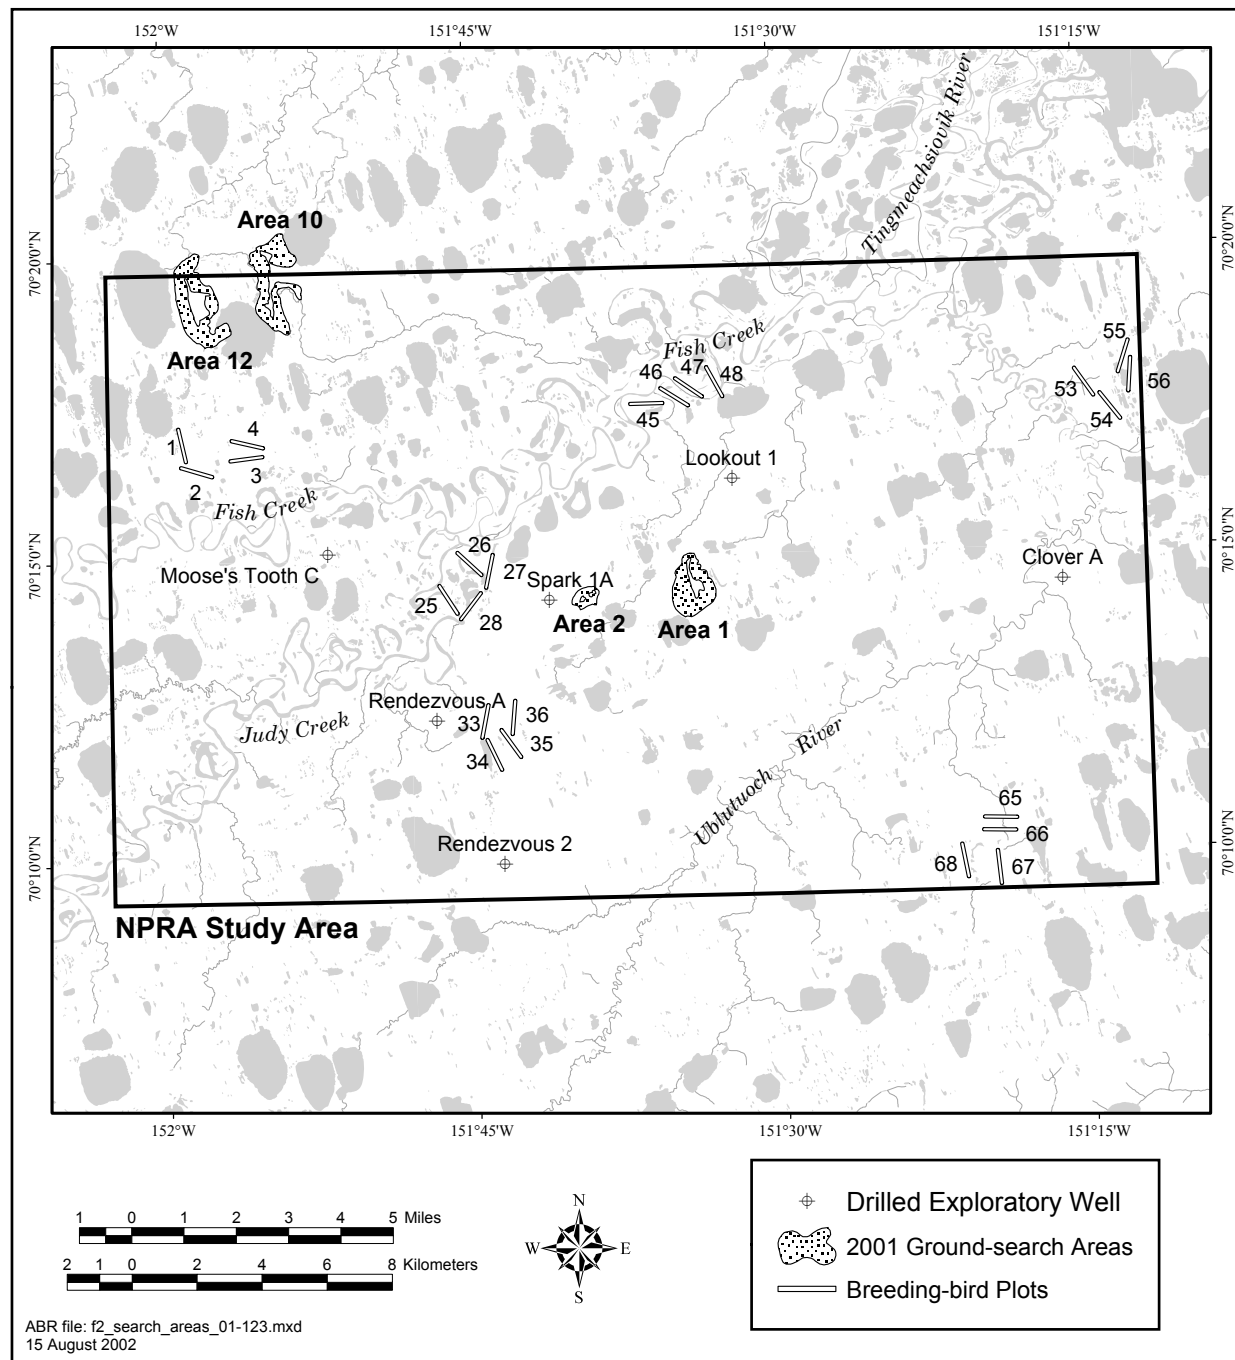 152°W 151°45'W 151°30'W 151°15'W
Tingmeachsiovik River
Area 10
70°20'0"N
70°20'0"N
Area 12
Fish Creek
55
46 47 48
53 56
45
54
1 4
2 3
Lookout 1
Fish Creek
70°15'0"N
70°15'0"N
Moose's Tooth C
26
27
Spark 1A
Clover A
25
28
Area 2
Area 1
Rendezvous A
33 36
Judy Creek
35
34
Ublutuoch River
65
66
Rendezvous 2
68 67
70°10'0"N
70°10'0"N
NPRA Study Area
152°W 151°45'W 151°30'W 151°15'W
1 0 1 2 3 4 5 Miles
2 1 0 2 4 6 8 Kilometers
N
W E
S
Drilled Exploratory Well
2001 Ground-search Areas
Breeding-bird Plots
ABR file: f2_search_areas_01-123.mxd
15 August 2002